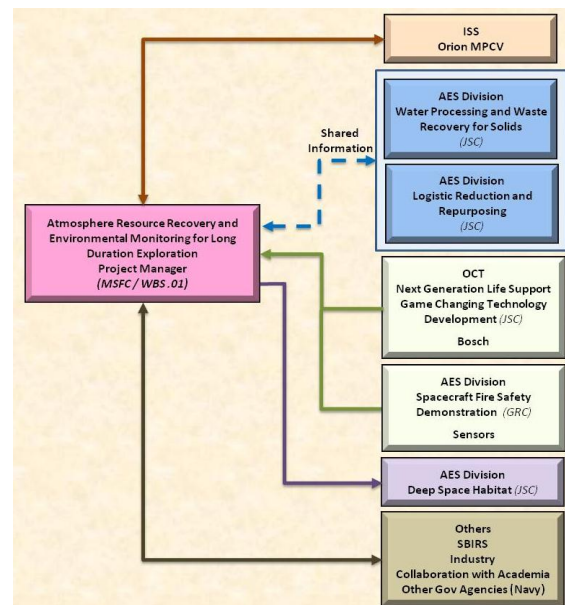 ISS
Orion MPCV
AES Division
Water Processing and Waste
Recovery for Solids
(JSC)
Shared
Information
AES Division
Logistic Reduction and
Repurposing
(JSC)
Atmosphere Resource Recovery and
Environmental Monitoring for Long
Duration Exploration
Project Manager
(MSFC / WBS .01)
OCT
Next Generation Life Support
Game Changing Technology
Development (JSC)
Bosch
AES Division
Spacecraft Fire Safety
Demonstration (GRC)
Sensors
AES Division
Deep Space Habitat (JSC)
Others
SBIRS
Industry
Collaboration with Academia
Other Gov Agencies (Navy)